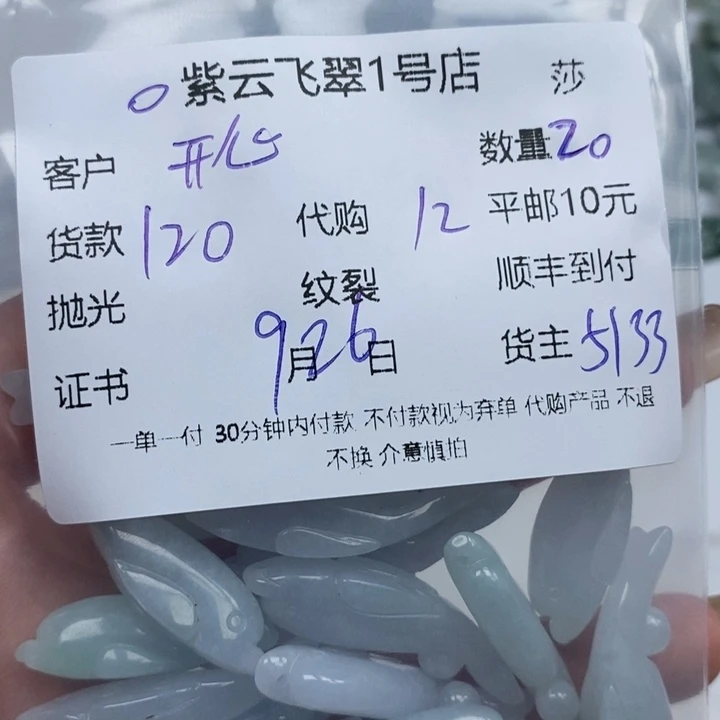 紫云飞翠1号店 莎
客户 开心 数量20
货款120 代购 12 平邮10元
抛光 纹裂 顺丰到付
证书 9月26日 货主5133
一单一付 30分钟内付款 不付款视为弃单 代购产品 不退
不换 介意慎拍